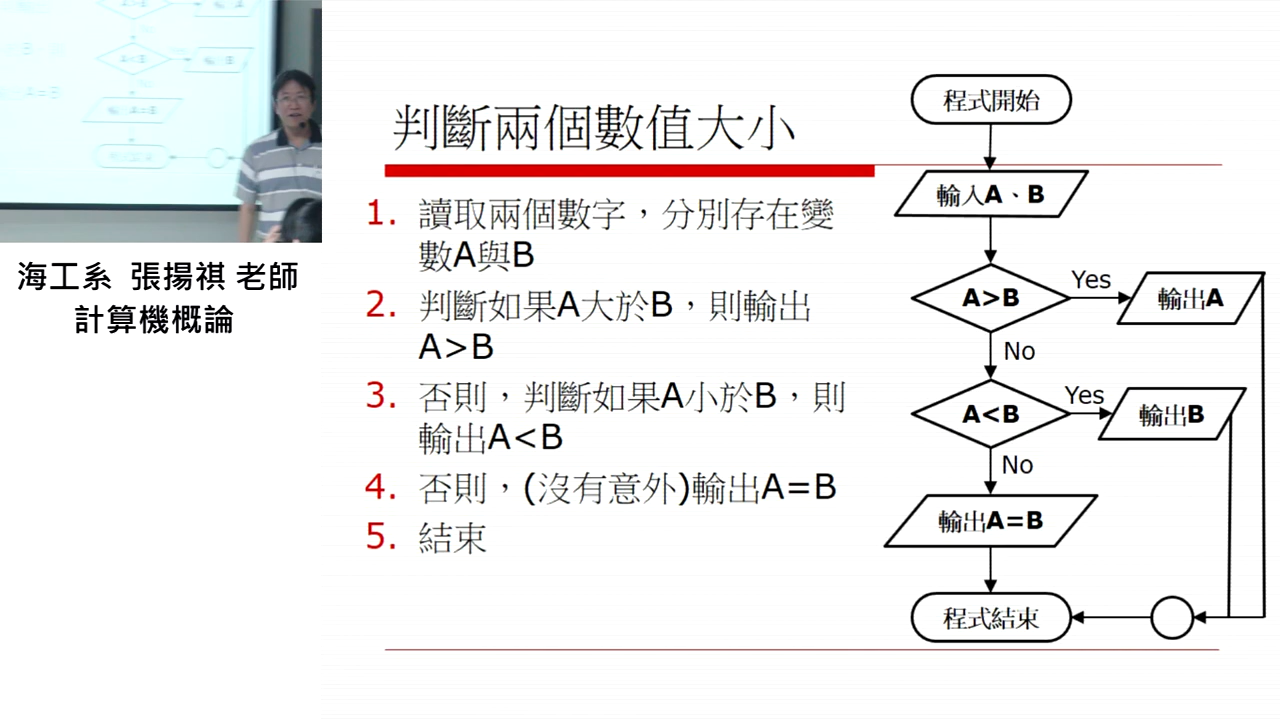 海工系 張揚祺 老師
計算機概論
判斷兩個數值大小
1. 讀取兩個數字，分別存在變
數A與B
2. 判斷如果A大於B，則輸出
A>B
3. 否則，判斷如果A小於B，則
輸出A<B
4. 否則，(沒有意外)輸出A=B
5. 結束
程式開始
輸入A、B
A>B
Yes
輸出A
No
A<B
Yes
輸出B
No
輸出A=B
程式結束